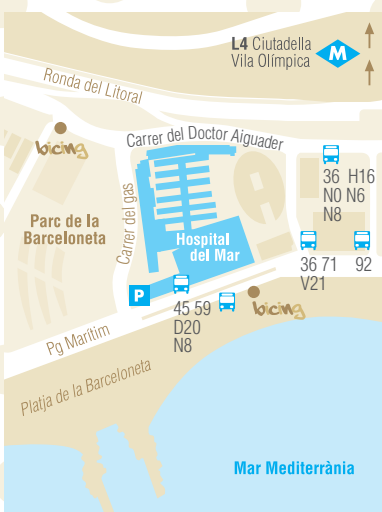 L4 Ciutadella
Vila Olímpica
M
Ronda del Litoral
bicing
Carrer del Doctor Aiguader
36 H16
N0 N6
N8
Carrer del gas
Parc de la
Barceloneta
Hospital
del Mar
36 71
V21
92
P
45 59
D20
N8
bicing
Pg Marítim
Platja de la Barceloneta
Mar Mediterrània